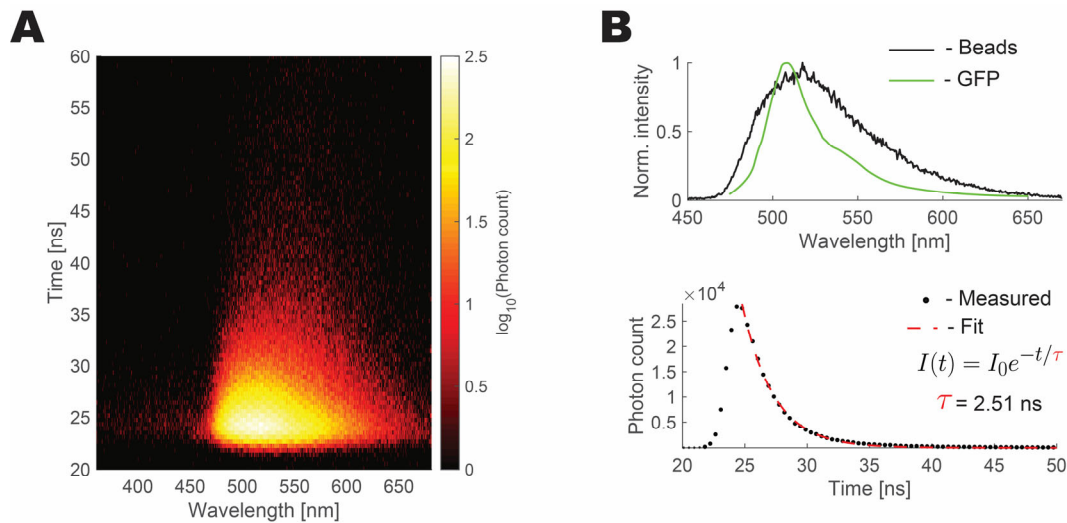 A
60
55
50
45
40
35
30
25
20
Time [ns]
400 450 500 550 600 650
Wavelength [nm]
2.5
2
1.5
1
0.5
0
log10(Photon count)
B
- Beads
- GFP
1
0.5
0
Norm. intensity
450 500 550 600 650
Wavelength [nm]
×10⁴
2.5
2
1.5
1
0.5
Photon count
- Measured
- Fit
I(t) = I₀e^{-t/τ}
τ = 2.51 ns
20 25 30 35 40 45 50
Time [ns]